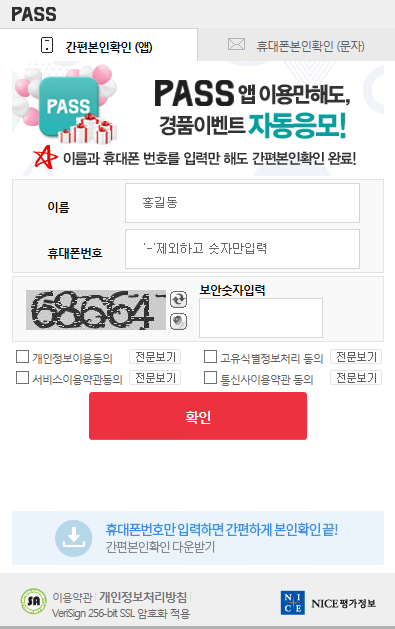 PASS
간편본인확인 (앱)
휴대폰본인확인 (문자)
PASS
PASS 앱 이용만해도,
경품이벤트 자동응모!
이름과 휴대폰 번호를 입력만 해도 간편본인확인 완료!
이름
홍길동
휴대폰번호
'-'제외하고 숫자만입력
68664
보안숫자입력
개인정보이용동의 전문보기
고유식별정보처리 동의 전문보기
서비스이용약관동의 전문보기
통신사이용약관 동의 전문보기
확인
휴대폰번호만 입력하면 간편하게 본인확인 끝!
간편본인확인 다운받기
SA
이용약관 | 개인정보처리방침
VeriSign 256-bit SSL 암호화 적용
NICE
NICE평가정보